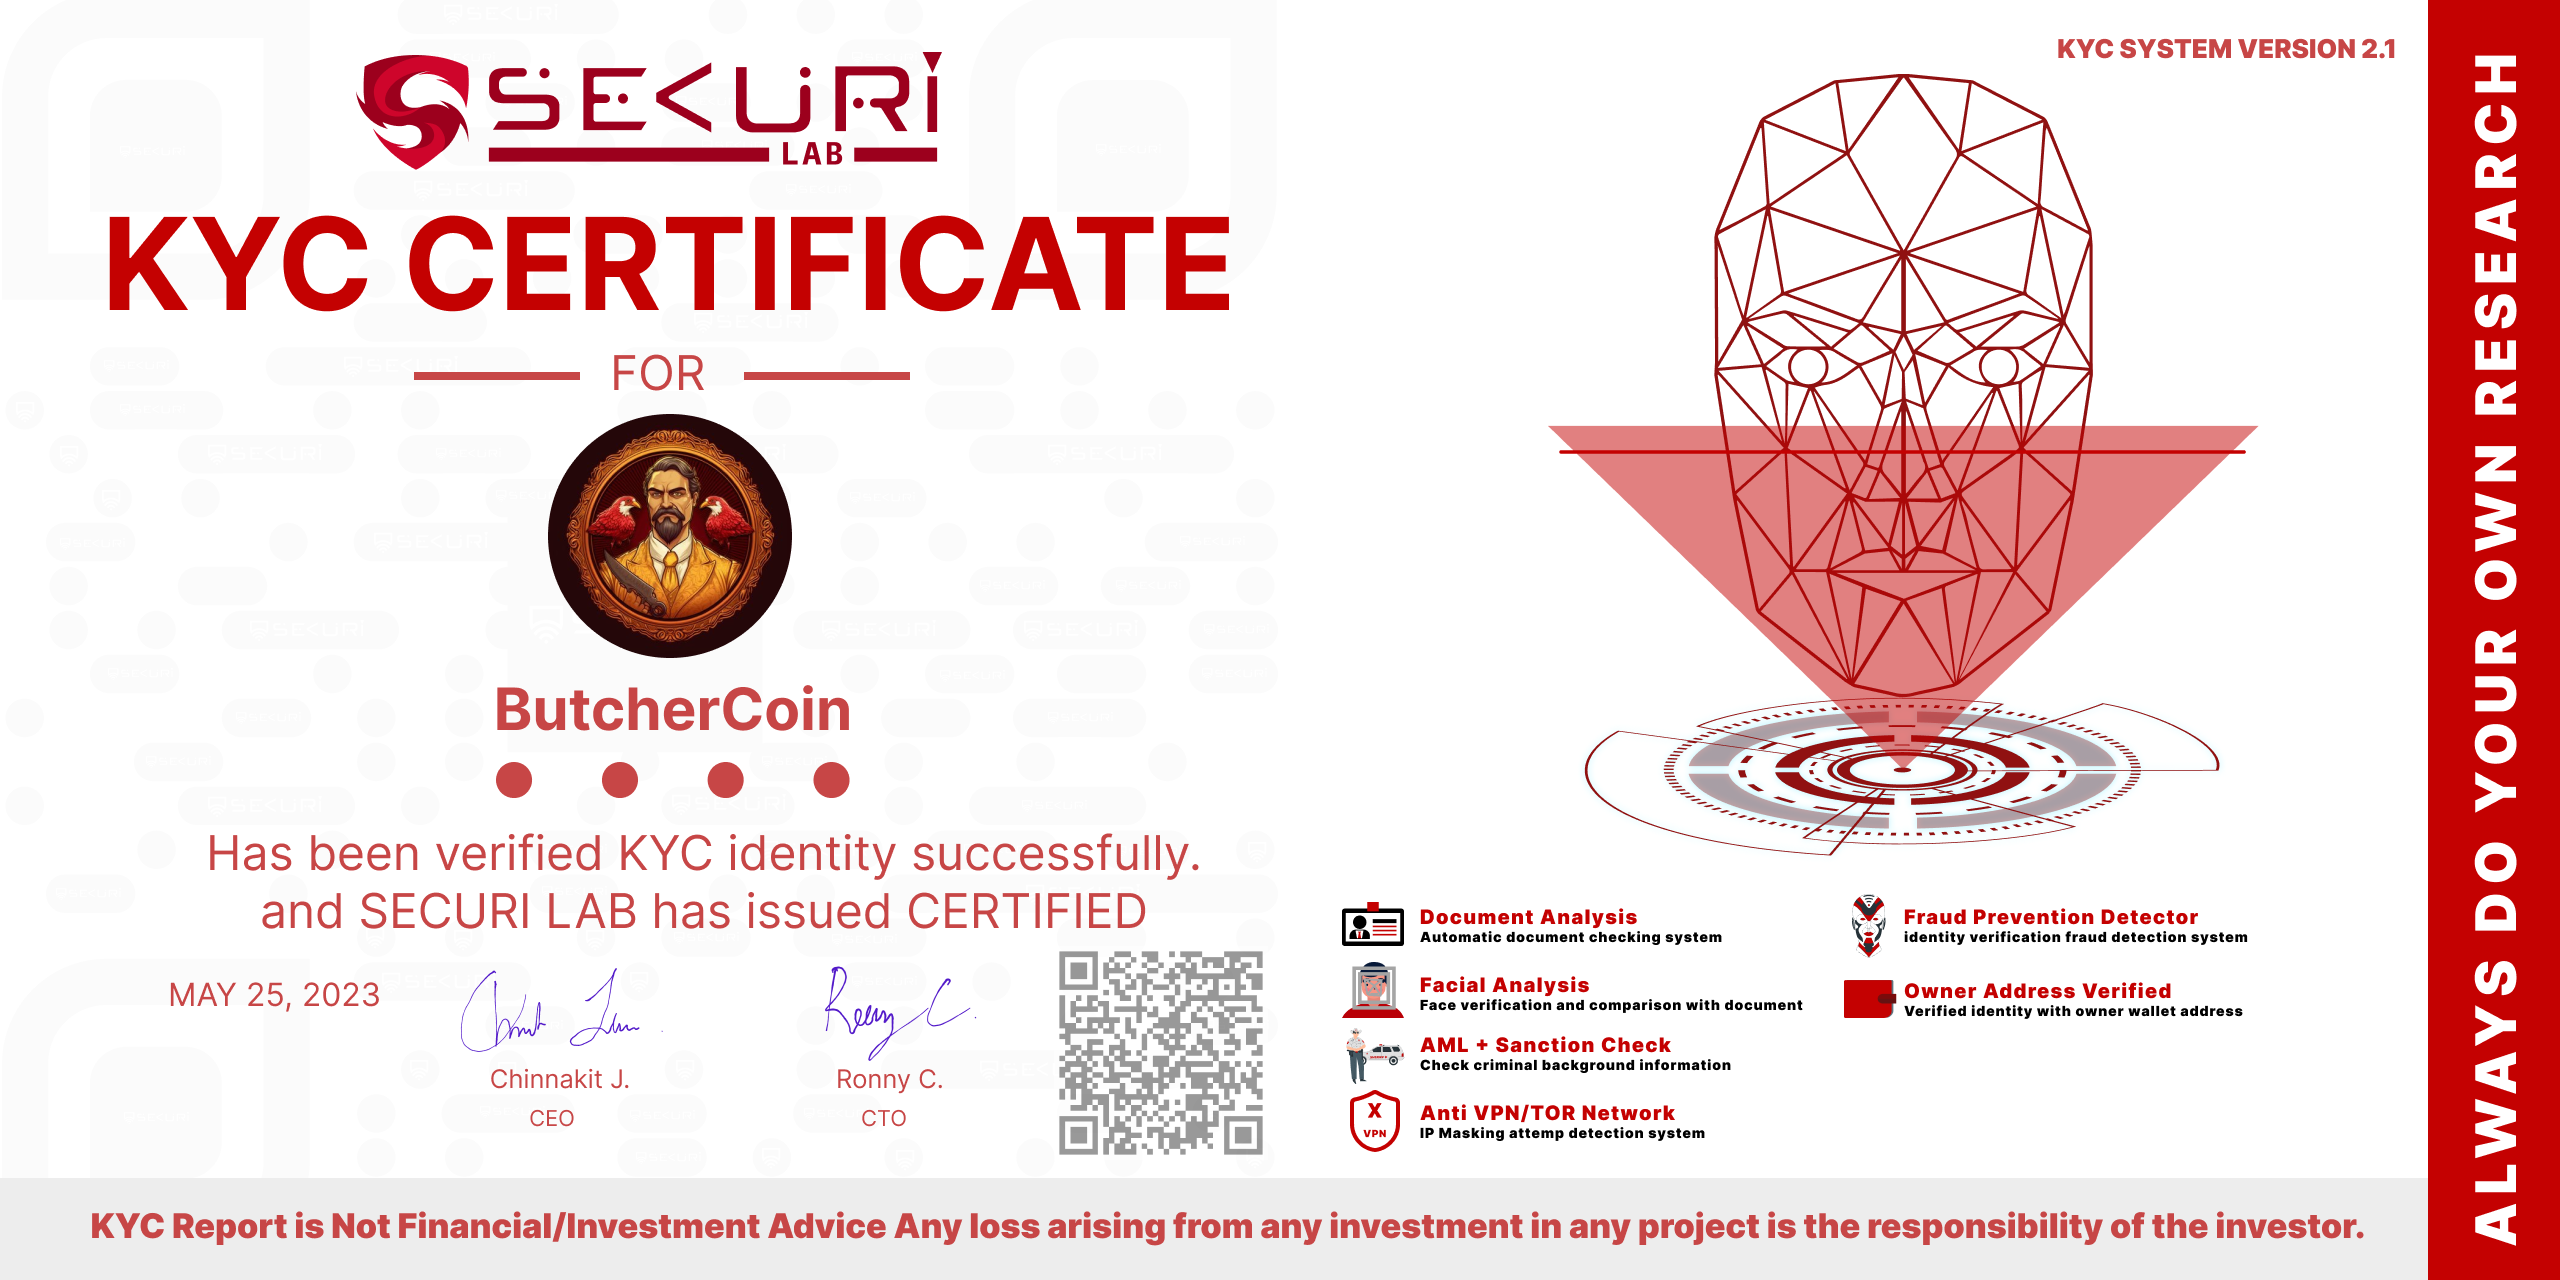 SECURI
LAB
KYC CERTIFICATE
FOR
ButcherCoin
Has been verified KYC identity successfully.
and SECURI LAB has issued CERTIFIED
MAY 25, 2023
Chinnakit J.
CEO
Ronny C.
CTO
KYC SYSTEM VERSION 2.1
Document Analysis
Automatic document checking system
Facial Analysis
Face verification and comparison with document
AML + Sanction Check
Check criminal background information
X
VPN
Anti VPN/TOR Network
IP Masking attemp detection system
Fraud Prevention Detector
identity verification fraud detection system
Owner Address Verified
Verified identity with owner wallet address
KYC Report is Not Financial/Investment Advice Any loss arising from any investment in any project is the responsibility of the investor.
ALWAYS DO YOUR OWN RESEARCH